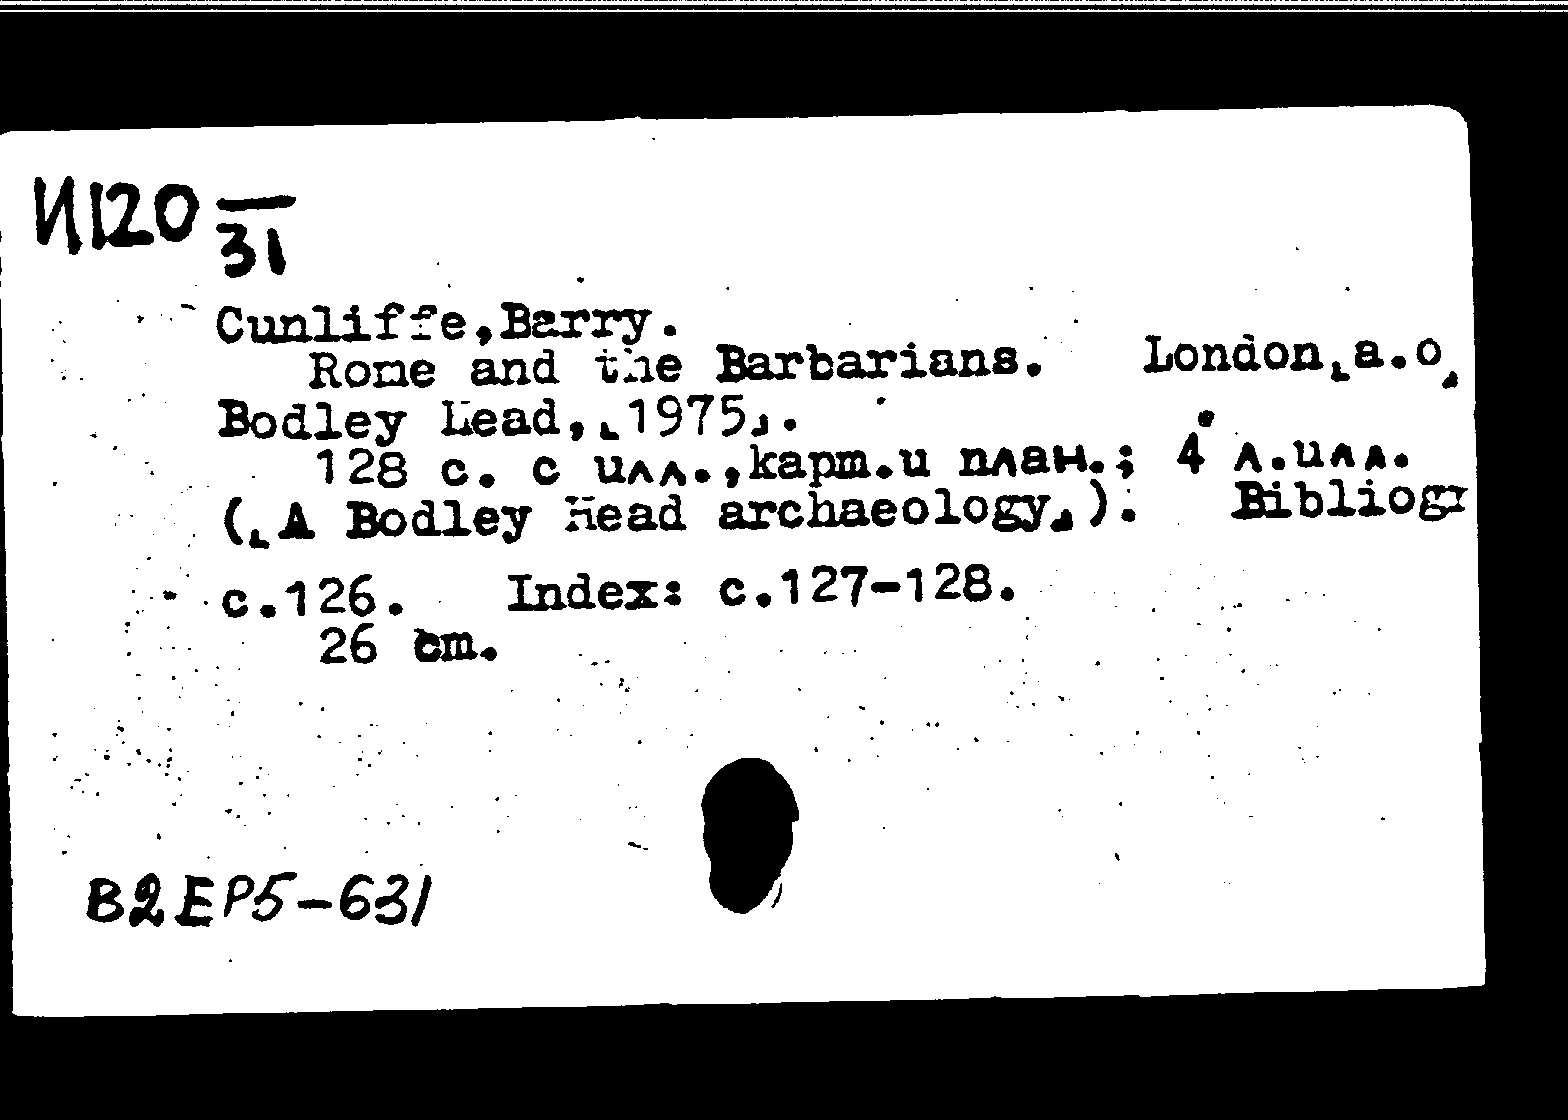 И120 —
31
Cunliffe, Barry.
Rome and the Barbarians. London,[a.o]
Bodley Head,[1975].
128 с. с илл.,карт.и план.; 4 л.илл.
([A Bodley Head archaeology]). Bibliogr
с.126. Index: с.127-128.
26 cm.
B2EP5-631